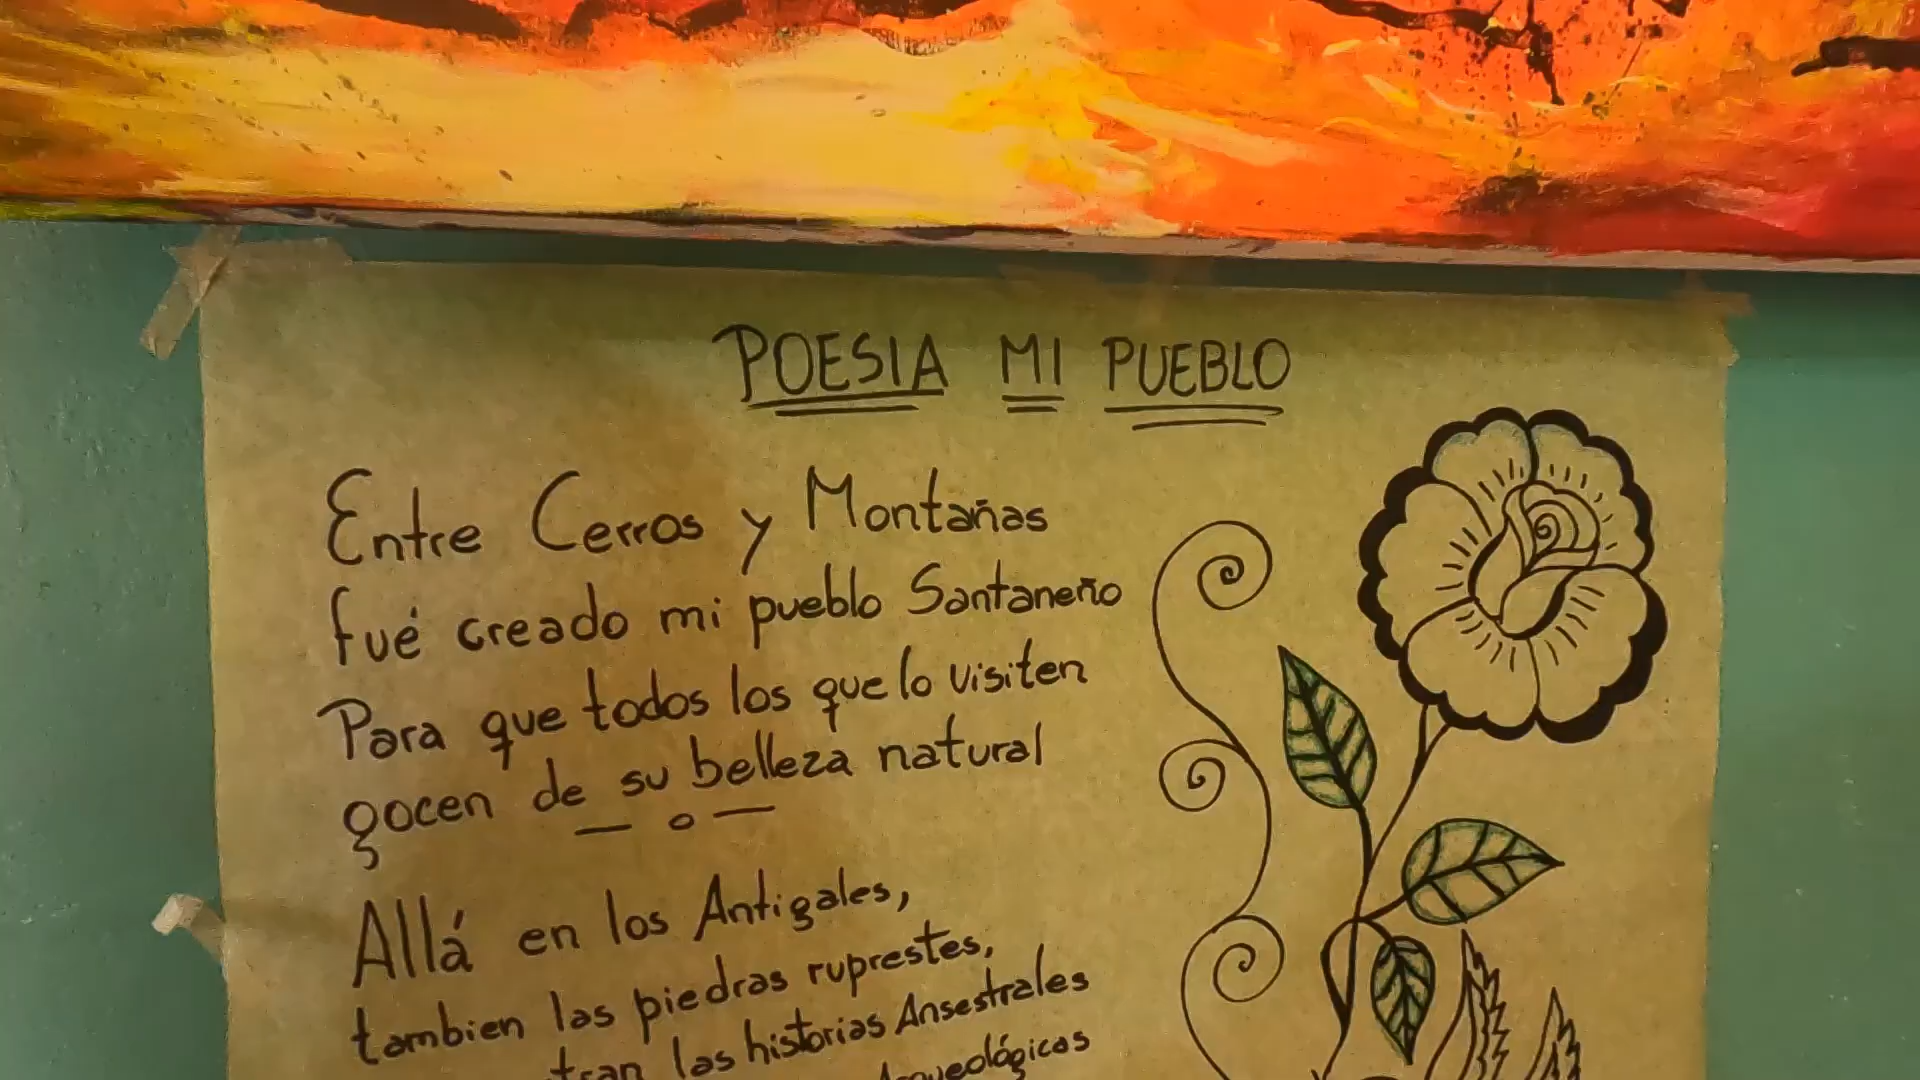 POESIA MI PUEBLO
Entre Cerros y Montañas
fué creado mi pueblo Santaneño
Para que todos los que lo visiten
gocen de su belleza natural
— o —
Allá en los Antigales,
tambien las piedras ruprestes,
las historias Ansestrales